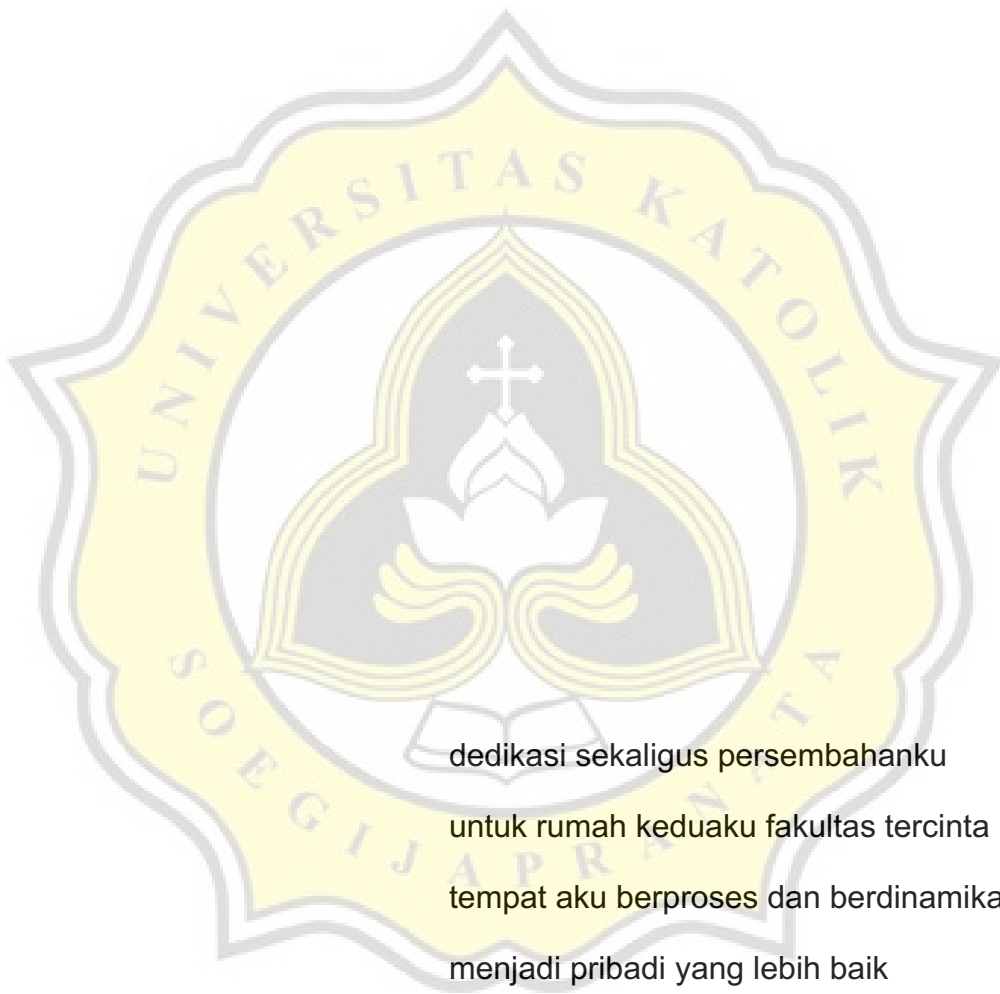 UNIVERSITAS KATOLIK
SOEGIJAPRANATA
dedikasi sekaligus persembahanku
untuk rumah keduaku fakultas tercinta
tempat aku berproses dan berdinamika
menjadi pribadi yang lebih baik